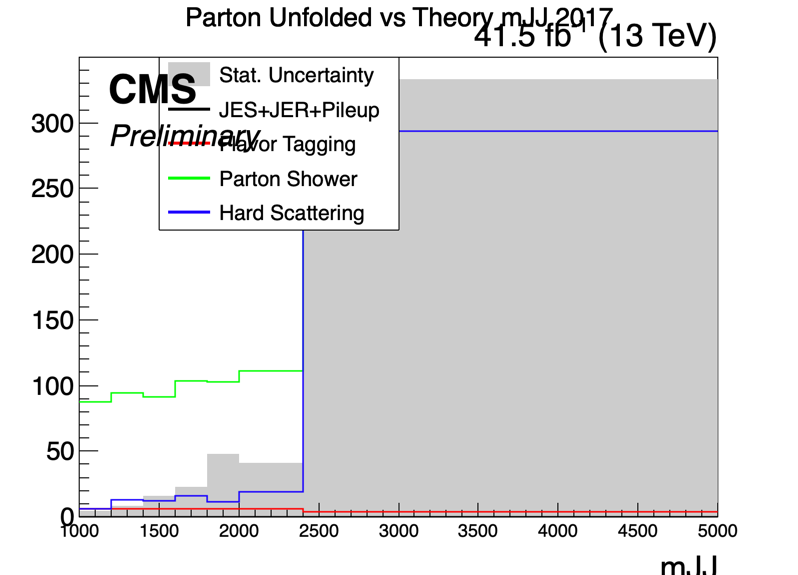 Parton Unfolded vs Theory mJJ 2017
41.5 fb⁻¹ (13 TeV)
CMS
Preliminary
Stat. Uncertainty
JES+JER+Pileup
Flavor Tagging
Parton Shower
Hard Scattering
300
250
200
150
100
50
0
1000 1500 2000 2500 3000 3500 4000 4500 5000
mJJ